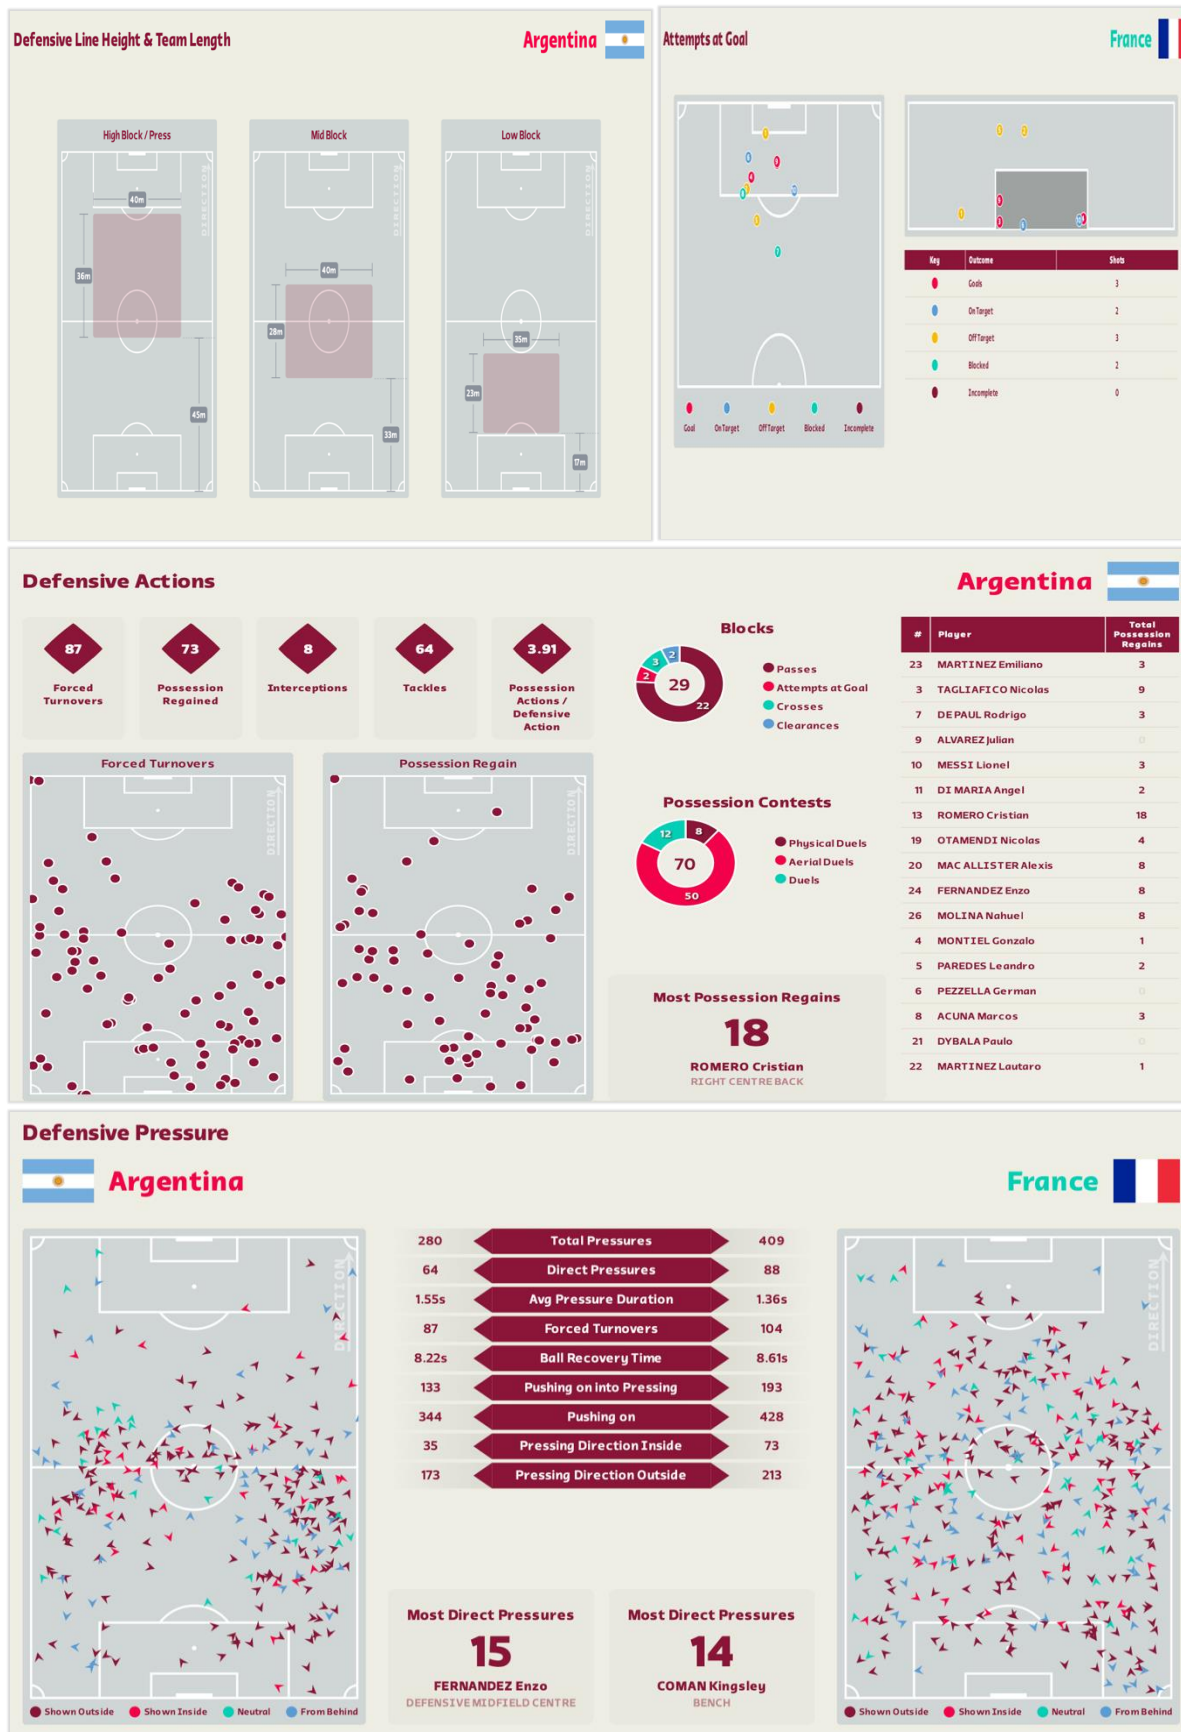 Defensive Line Height & Team Length
Argentina
High Block / Press
Mid Block
Low Block
DIRECTION
DIRECTION
DIRECTION
40m
36m
45m
40m
28m
33m
35m
23m
17m
Attempts at Goal
France
Goal
On Target
Off Target
Blocked
Incomplete
Key Outcome Shots
Goals 3
On Target 2
Off Target 3
Blocked 2
Incomplete 0
Defensive Actions
Argentina
87
Forced
Turnovers
73
Possession
Regained
8
Interceptions
64
Tackles
3.91
Possession
Actions /
Defensive
Action
Forced Turnovers
DIRECTION
Possession Regain
DIRECTION
Blocks
2
3
2
29
22
Passes
Attempts at Goal
Crosses
Clearances
Possession Contests
12
8
70
50
Physical Duels
Aerial Duels
Duels
Most Possession Regains
18
ROMERO Cristian
RIGHT CENTRE BACK
# Player Total Possession Regains
23 MARTINEZ Emiliano 3
3 TAGLIAFICO Nicolas 9
7 DE PAUL Rodrigo 3
9 ALVAREZ Julian 0
10 MESSI Lionel 3
11 DI MARIA Angel 2
13 ROMERO Cristian 18
19 OTAMENDI Nicolas 4
20 MAC ALLISTER Alexis 8
24 FERNANDEZ Enzo 8
26 MOLINA Nahuel 8
4 MONTIEL Gonzalo 1
5 PAREDES Leandro 2
6 PEZZELLA German 0
8 ACUNA Marcos 3
21 DYBALA Paulo 0
22 MARTINEZ Lautaro 1
Defensive Pressure
Argentina
France
DIRECTION
280 Total Pressures 409
64 Direct Pressures 88
1.55s Avg Pressure Duration 1.36s
87 Forced Turnovers 104
8.22s Ball Recovery Time 8.61s
133 Pushing on into Pressing 193
344 Pushing on 428
35 Pressing Direction Inside 73
173 Pressing Direction Outside 213
DIRECTION
Most Direct Pressures
15
FERNANDEZ Enzo
DEFENSIVE MIDFIELD CENTRE
Most Direct Pressures
14
COMAN Kingsley
BENCH
Shown Outside Shown Inside Neutral From Behind
Shown Outside Shown Inside Neutral From Behind